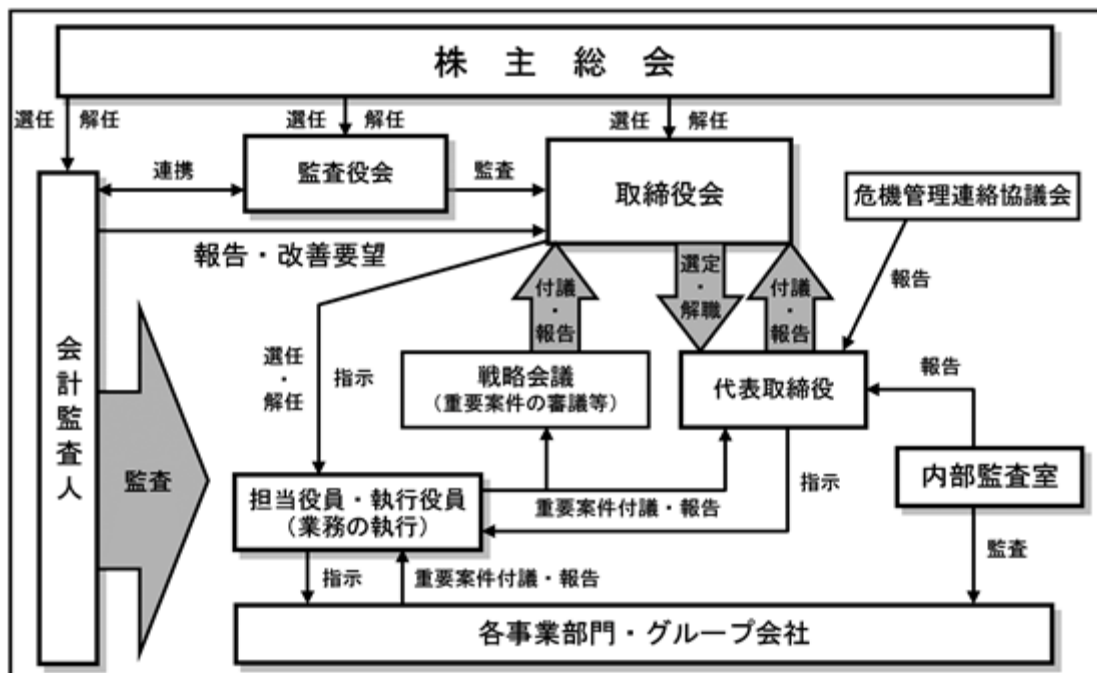 株主総会
選任 解任
選任 解任
選任 解任
監査役会
連携
監査
取締役会
危機管理連絡協議会
報告・改善要望
報告
付議・報告
選定・解職
付議・報告
会計監査人
監査
選任・解任
指示
戦略会議
（重要案件の審議等）
代表取締役
報告
内部監査室
担当役員・執行役員
（業務の執行）
重要案件付議・報告
指示
監査
指示
重要案件付議・報告
各事業部門・グループ会社